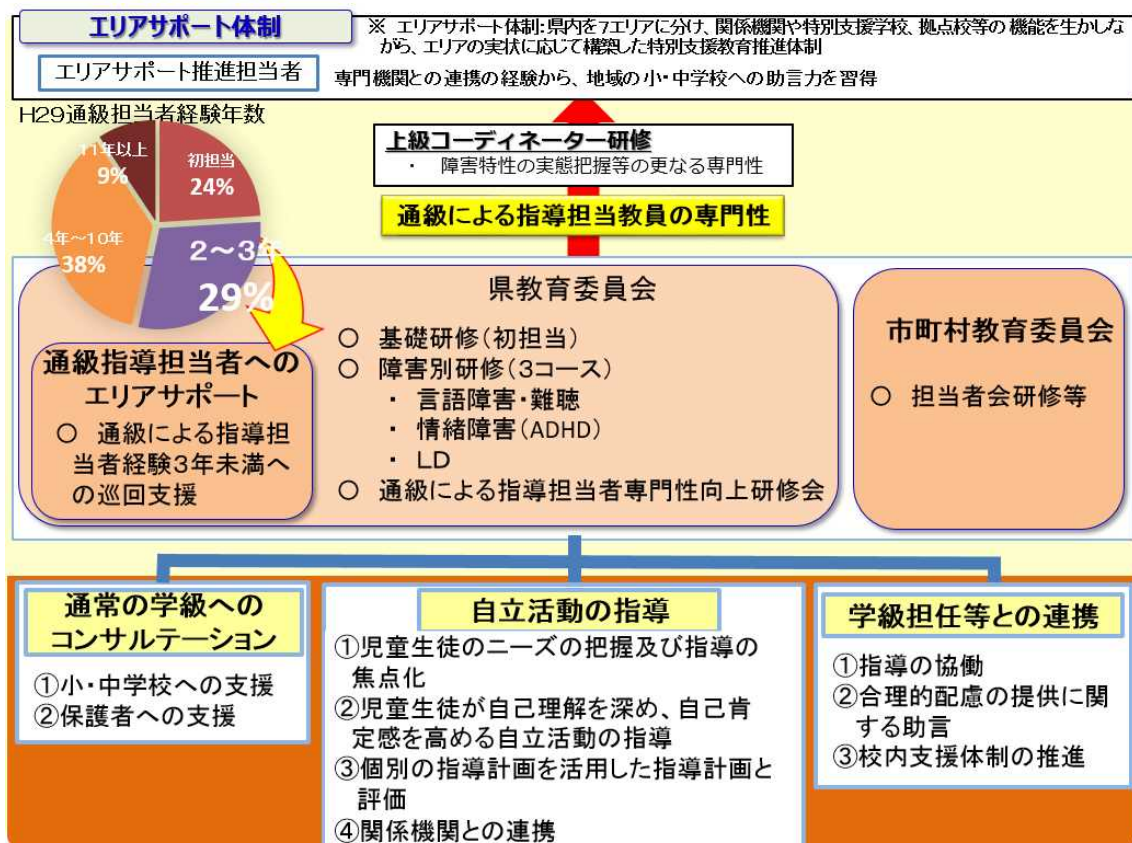 エリアサポート体制
※ エリアサポート体制:県内を7エリアに分け、関係機関や特別支援学校、拠点校等の 機能を生かしな
がら、エリアの実状に応じて構築した特別支援教育推進体制
エリアサポート推進担当者
専門機関との連携の経験から、地域の小・中学校への助言力を習得
H29通級担当者経験年数
11年以上
9%
初担当
24%
4年～10年
38%
2～3年
29%
上級コーディネーター研修
・ 障害特性の実態把握等の更なる専門性
通級による指導担当教員の専門性
県教育委員会
○ 基礎研修(初担当)
○ 障害別研修(3コース)
・ 言語障害・難聴
・ 情緒障害(ADHD)
・ LD
○ 通級による指導担当者専門性向上研修会
通級指導担当者への
エリアサポート
○ 通級による指導担
当者経験3年未満へ
の巡回支援
市町村教育委員会
○ 担当者会研修等
通常の学級への
コンサルテーション
①小・中学校への支援
②保護者への支援
自立活動の指導
①児童生徒のニーズの把握及び指導の
焦点化
②児童生徒が自己理解を深め、自己肯
定感を高める自立活動の指導
③個別の指導計画を活用した指導計画と
評価
④関係機関との連携
学級担任等との連携
①指導の協働
②合理的配慮の提供に関
する助言
③校内支援体制の推進